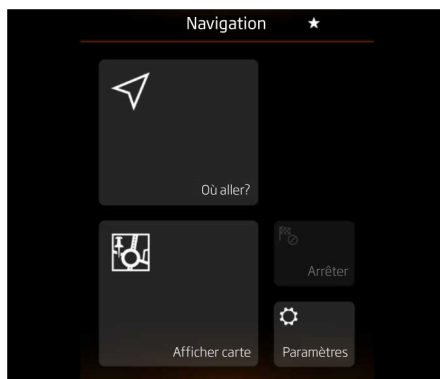 Navigation
Où aller?
Arrêter
Afficher carte
Paramètres